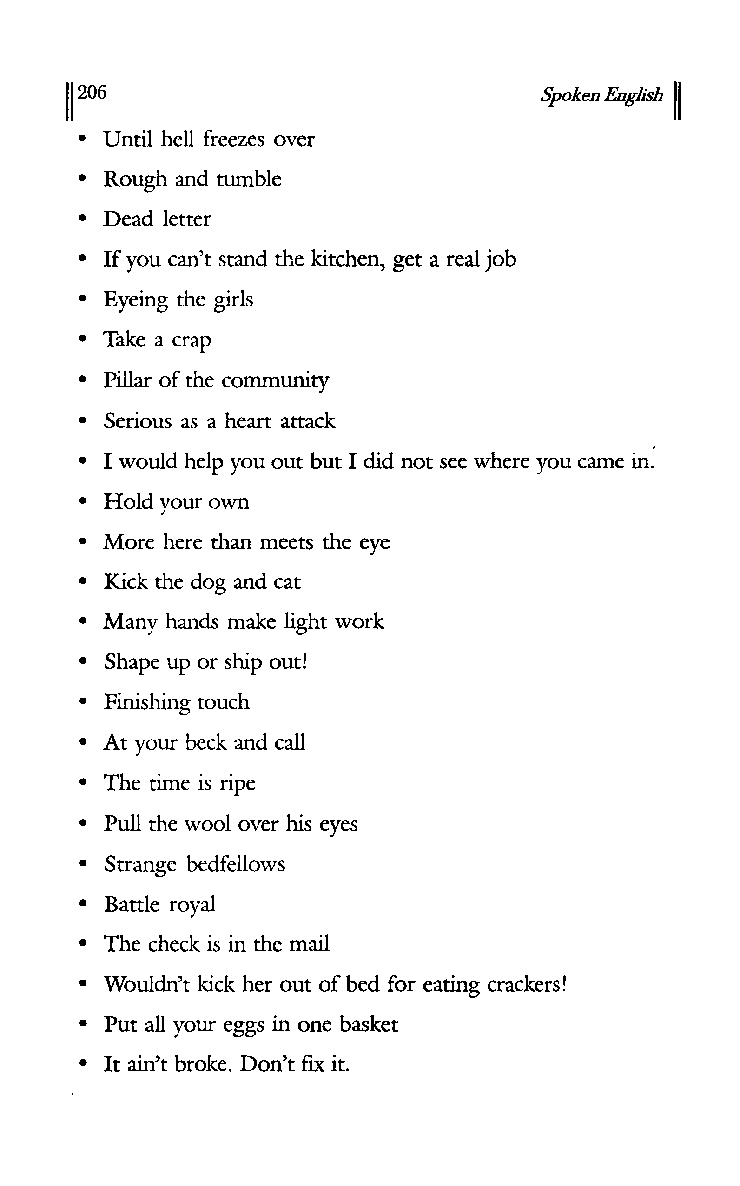 206 Spoken English
• Until hell freezes over
• Rough and tumble
• Dead letter
• If you can't stand the kitchen, get a real job
• Eyeing the girls
• Take a crap
• Pillar of the community
• Serious as a heart attack
• I would help you out but I did not see where you came in.
• Hold your own
• More here than meets the eye
• Kick the dog and cat
• Many hands make light work
• Shape up or ship out!
• Finishing touch
• At your beck and call
• The time is ripe
• Pull the wool over his eyes
• Strange bedfellows
• Battle royal
• The check is in the mail
• Wouldn't kick her out of bed for eating crackers!
• Put all your eggs in one basket
• It ain't broke. Don't fix it.